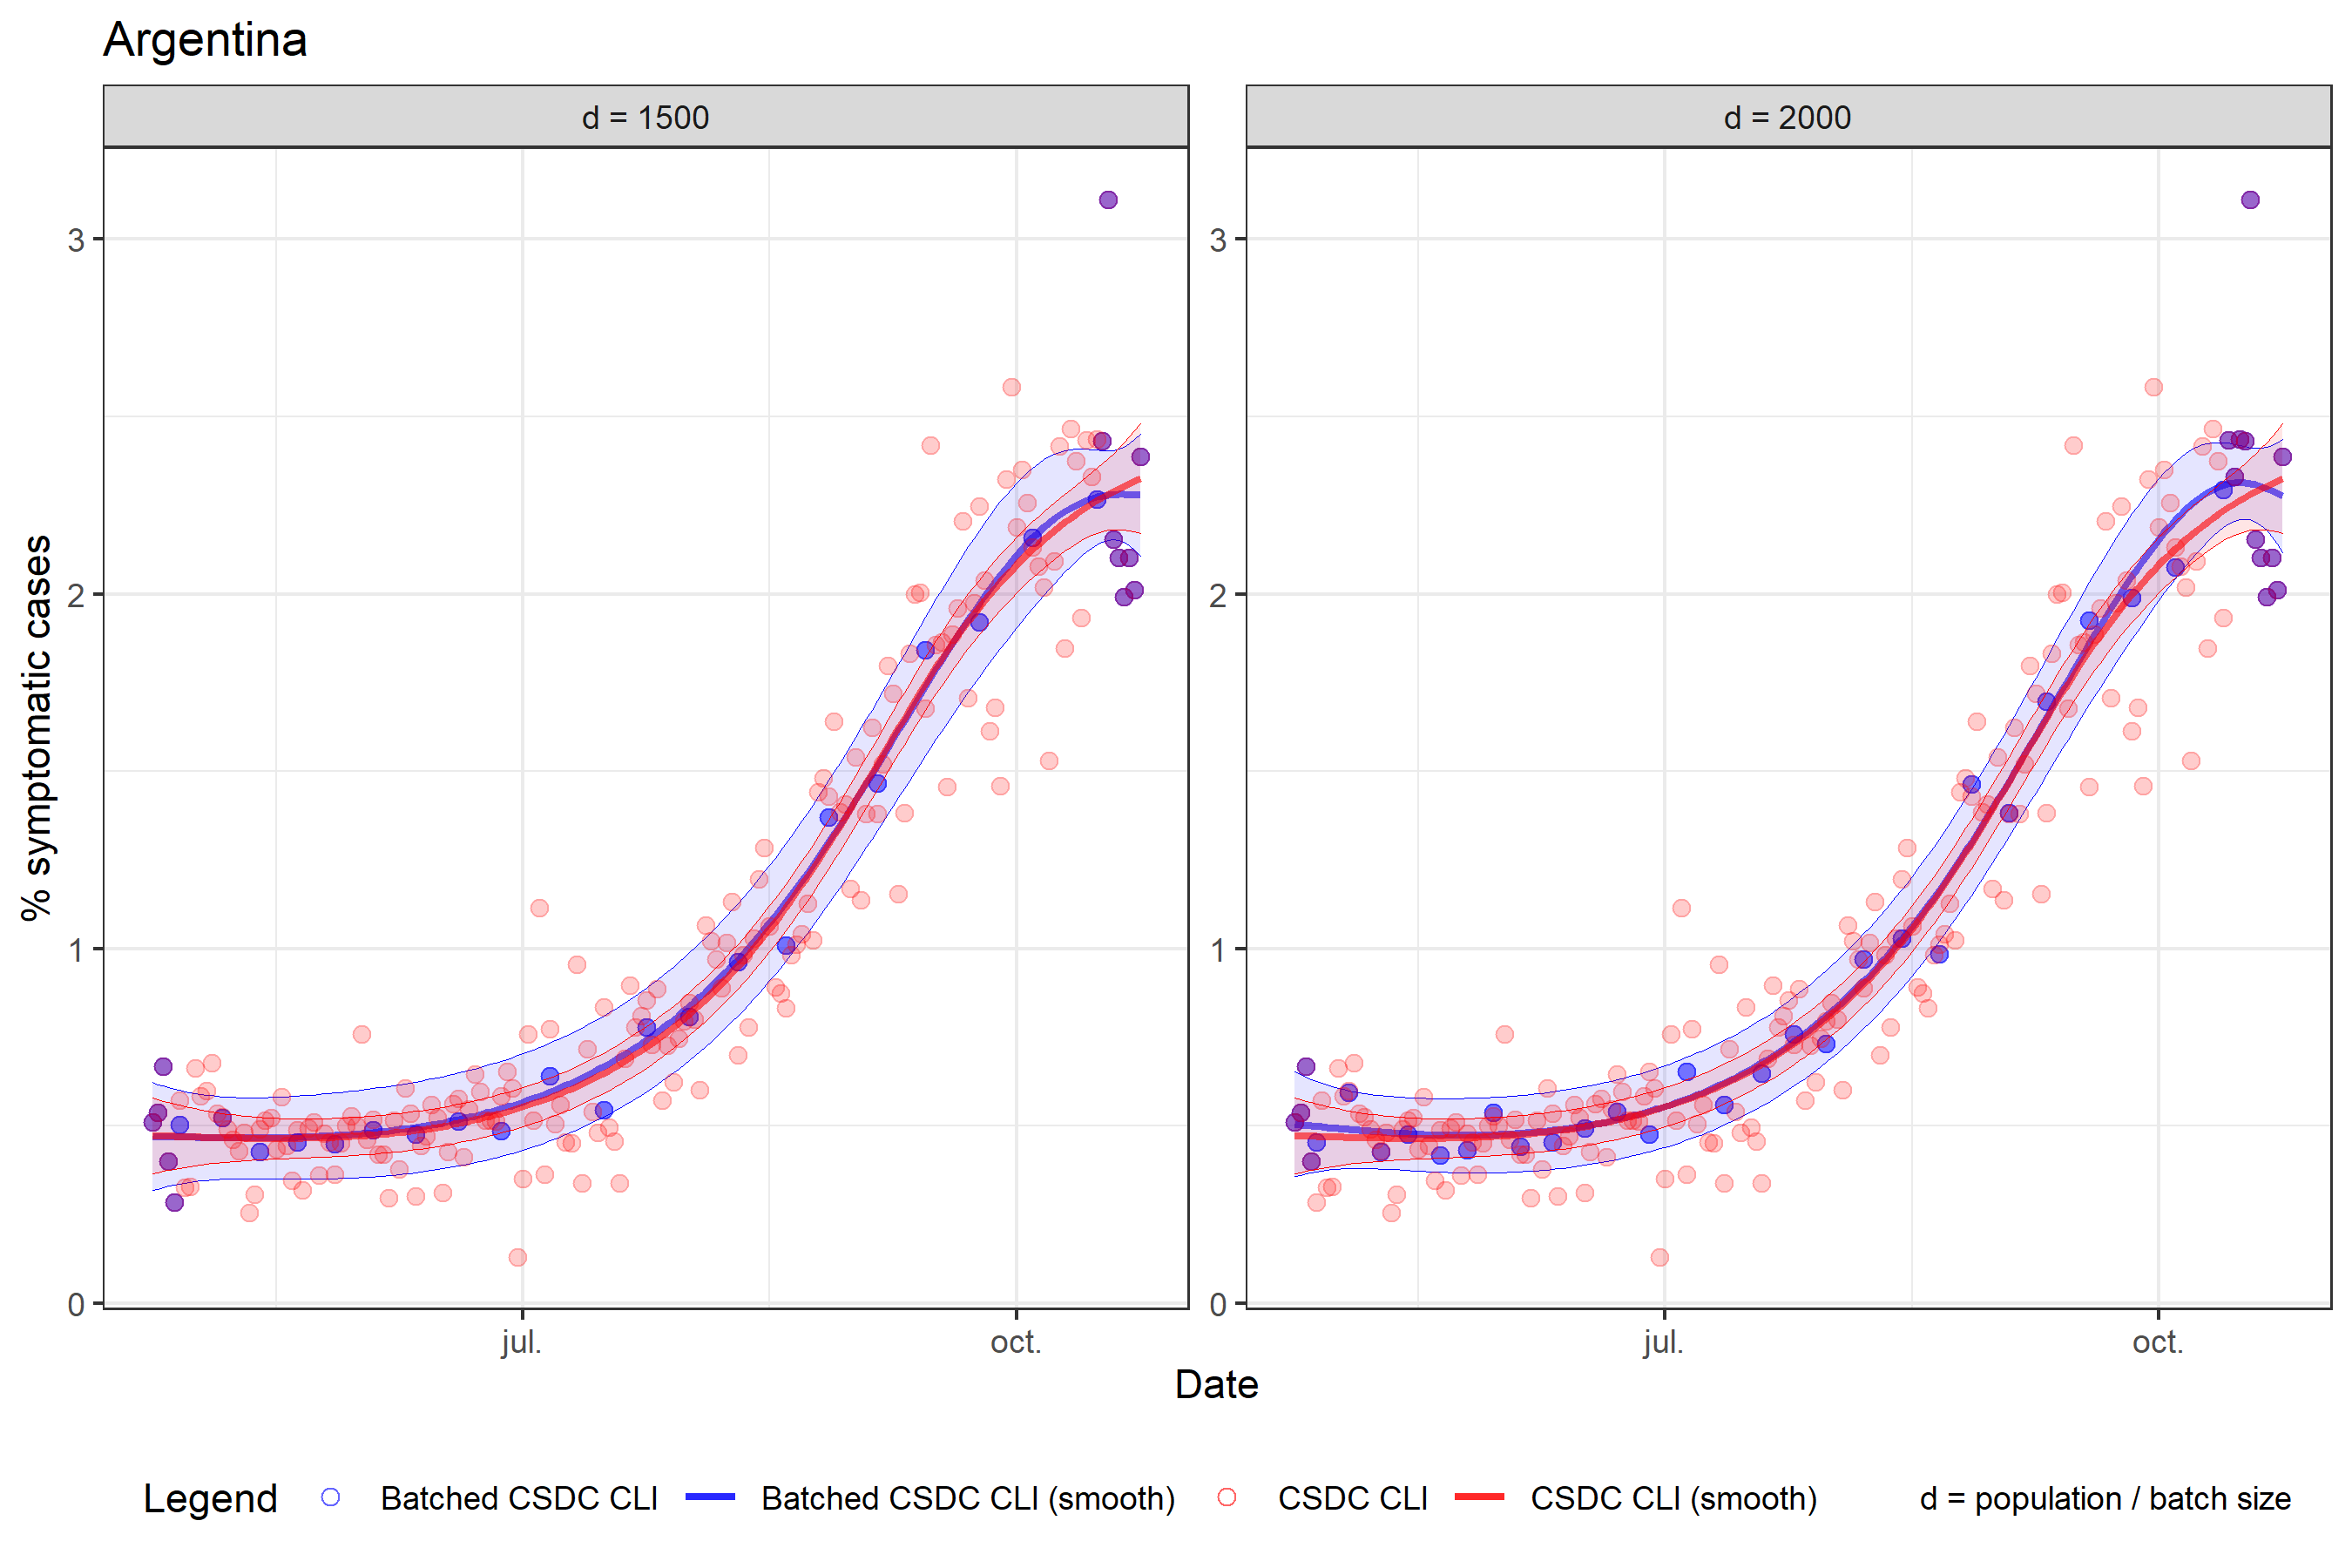 Argentina
d = 1500
d = 2000
% symptomatic cases
3
2
1
0
3
2
1
0
jul.
oct.
jul.
oct.
Date
Legend
Batched CSDC CLI
Batched CSDC CLI (smooth)
CSDC CLI
CSDC CLI (smooth)
d = population / batch size